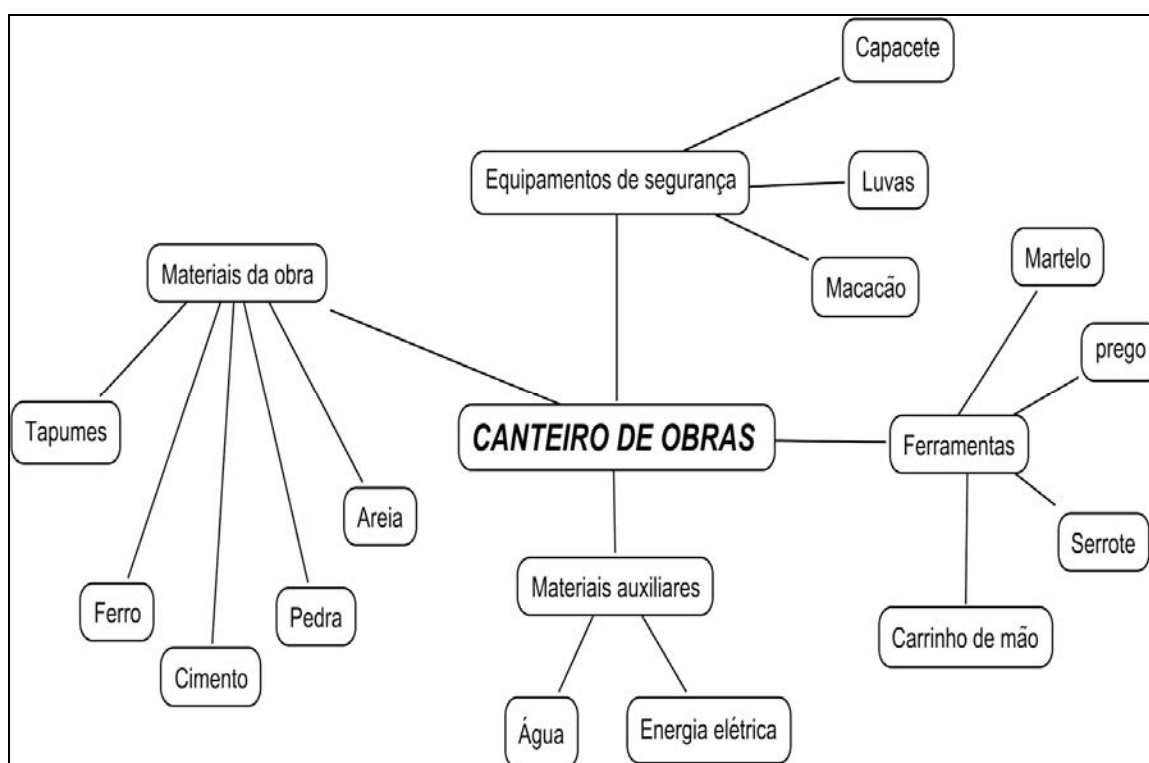 Capacete
Equipamentos de segurança
Luvas
Macacão
Martelo
Materiais da obra
prego
Tapumes
CANTEIRO DE OBRAS
Ferramentas
Areia
Serrote
Ferro
Pedra
Materiais auxiliares
Carrinho de mão
Cimento
Água
Energia elétrica